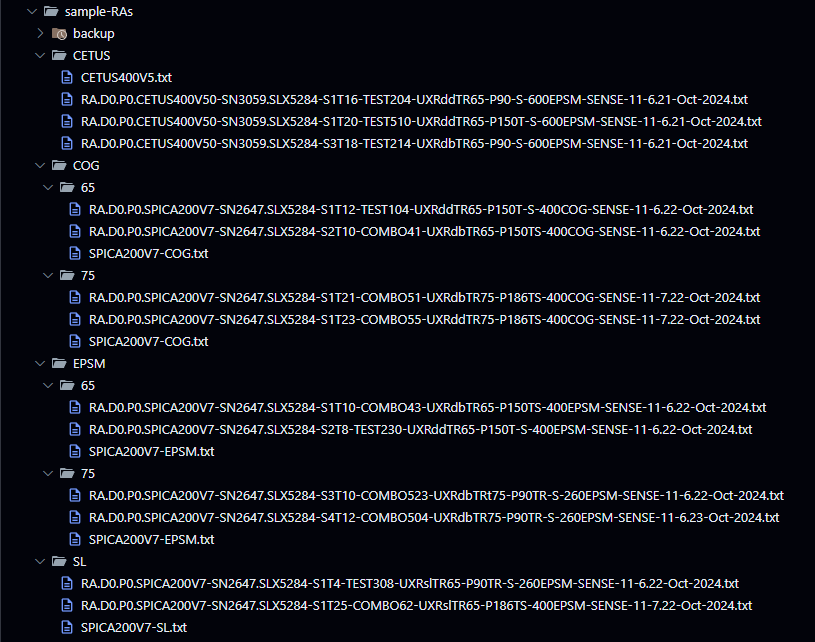 sample-RAs
backup
CETUS
CETUS400V5.txt
RA.D0.P0.CETUS400V50-SN3059.SLX5284-S1T16-TEST204-UXRddTR65-P90-S-600EPSM-SENSE-11-6.21-Oct-2024.txt
RA.D0.P0.CETUS400V50-SN3059.SLX5284-S1T20-TEST510-UXRddTR65-P150T-S-600EPSM-SENSE-11-6.21-Oct-2024.txt
RA.D0.P0.CETUS400V50-SN3059.SLX5284-S3T18-TEST214-UXRdbTR65-P90-S-600EPSM-SENSE-11-6.21-Oct-2024.txt
COG
65
RA.D0.P0.SPICA200V7-SN2647.SLX5284-S1T12-TEST104-UXRddTR65-P150T-S-400COG-SENSE-11-6.22-Oct-2024.txt
RA.D0.P0.SPICA200V7-SN2647.SLX5284-S2T10-COMBO41-UXRdbTR65-P150TS-400COG-SENSE-11-6.22-Oct-2024.txt
SPICA200V7-COG.txt
75
RA.D0.P0.SPICA200V7-SN2647.SLX5284-S1T21-COMBO51-UXRdbTR75-P186TS-400COG-SENSE-11-7.22-Oct-2024.txt
RA.D0.P0.SPICA200V7-SN2647.SLX5284-S1T23-COMBO55-UXRddTR75-P186TS-400COG-SENSE-11-7.22-Oct-2024.txt
SPICA200V7-COG.txt
EPSM
65
RA.D0.P0.SPICA200V7-SN2647.SLX5284-S1T10-COMBO43-UXRdbTR65-P150TS-400EPSM-SENSE-11-6.22-Oct-2024.txt
RA.D0.P0.SPICA200V7-SN2647.SLX5284-S2T8-TEST230-UXRddTR65-P150T-S-400EPSM-SENSE-11-6.22-Oct-2024.txt
SPICA200V7-EPSM.txt
75
RA.D0.P0.SPICA200V7-SN2647.SLX5284-S3T10-COMBO523-UXRdbTRt75-P90TR-S-260EPSM-SENSE-11-6.22-Oct-2024.txt
RA.D0.P0.SPICA200V7-SN2647.SLX5284-S4T12-COMBO504-UXRdbTR75-P90TR-S-260EPSM-SENSE-11-6.23-Oct-2024.txt
SPICA200V7-EPSM.txt
SL
RA.D0.P0.SPICA200V7-SN2647.SLX5284-S1T4-TEST308-UXRslTR65-P90TR-S-260EPSM-SENSE-11-6.22-Oct-2024.txt
RA.D0.P0.SPICA200V7-SN2647.SLX5284-S1T25-COMBO62-UXRslTR65-P186TS-400EPSM-SENSE-11-7.22-Oct-2024.txt
SPICA200V7-SL.txt